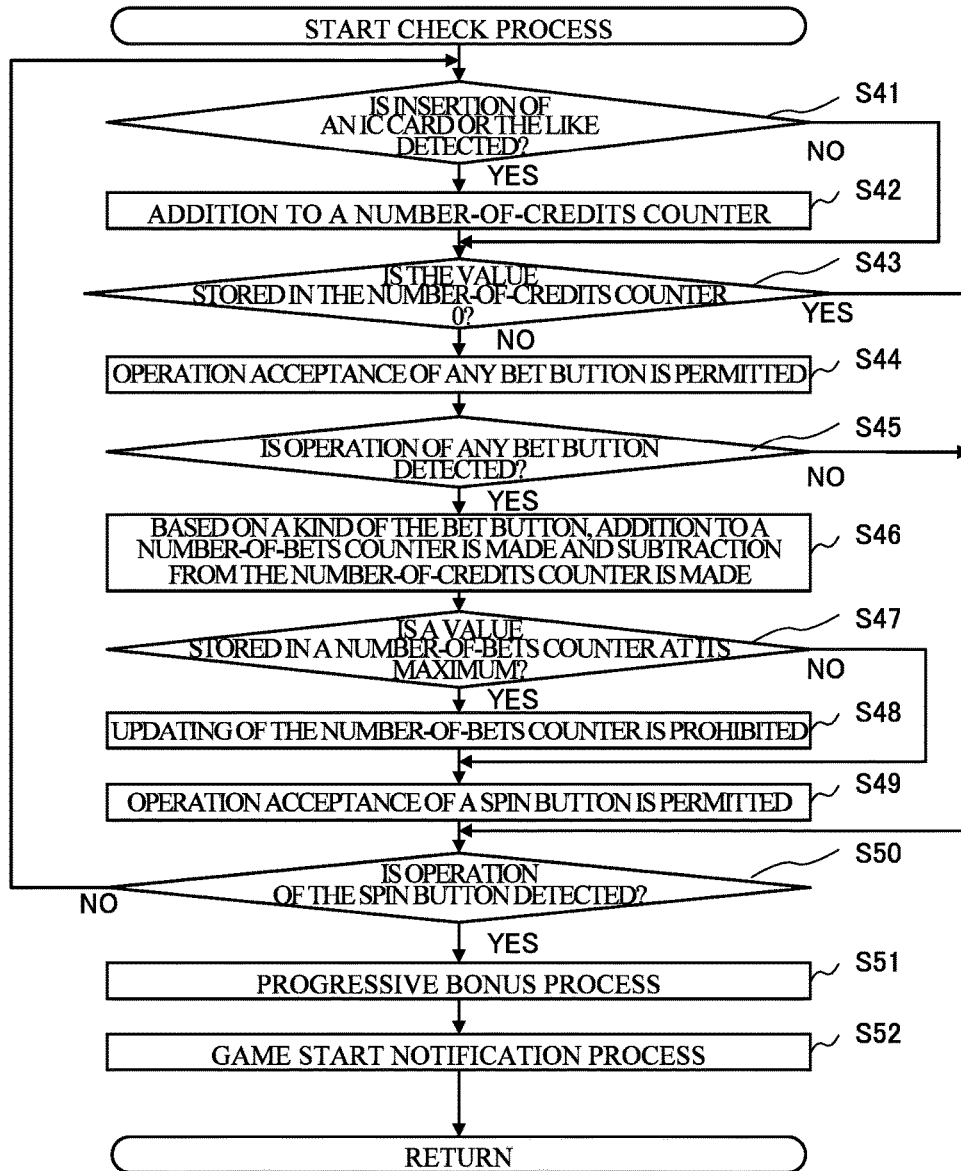 START CHECK PROCESS
IS INSERTION OF
AN IC CARD OR THE LIKE
DETECTED?
S41
NO
YES
ADDITION TO A NUMBER-OF-CREDITS COUNTER
S42
IS THE VALUE
STORED IN THE NUMBER-OF-CREDITS COUNTER
0?
S43
YES
NO
OPERATION ACCEPTANCE OF ANY BET BUTTON IS PERMITTED
S44
IS OPERATION OF ANY BET BUTTON
DETECTED?
S45
NO
YES
BASED ON A KIND OF THE BET BUTTON, ADDITION TO A
NUMBER-OF-BETS COUNTER IS MADE AND SUBTRACTION
FROM THE NUMBER-OF-CREDITS COUNTER IS MADE
S46
IS A VALUE
STORED IN A NUMBER-OF-BETS COUNTER AT ITS
MAXIMUM?
S47
NO
YES
UPDATING OF THE NUMBER-OF-BETS COUNTER IS PROHIBITED
S48
OPERATION ACCEPTANCE OF A SPIN BUTTON IS PERMITTED
S49
IS OPERATION
OF THE SPIN BUTTON DETECTED?
S50
NO
YES
PROGRESSIVE BONUS PROCESS
S51
GAME START NOTIFICATION PROCESS
S52
RETURN